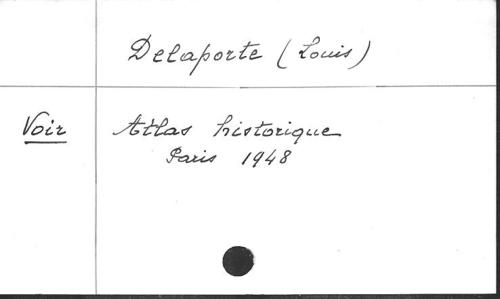 Delaporte (Louis)
Voir Atlas historique
Paris 1948